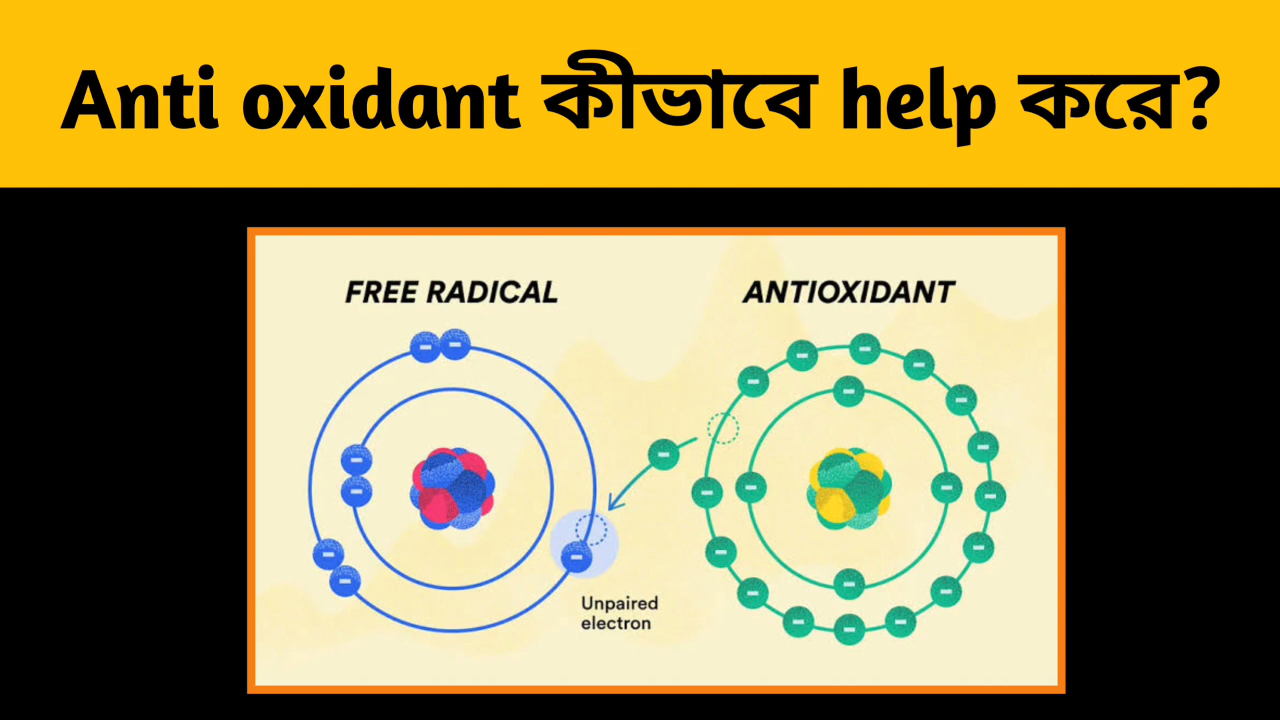 Anti oxidant কীভাবে help করে?
FREE RADICAL
ANTIOXIDANT
Unpaired
electron